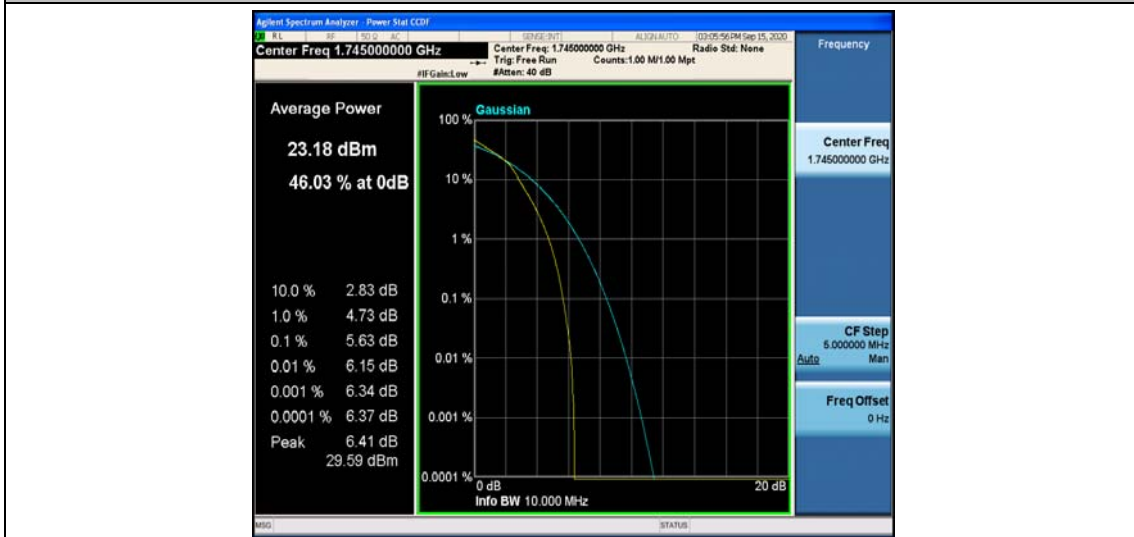 Agilent Spectrum Analyzer - Power Stat CCDF
RL RF 50 Ω AC SENSE:INT ALIGN AUTO 03:05:56 PM Sep 15, 2020
Center Freq 1.745000000 GHz
Center Freq: 1.745000000 GHz Radio Std: None
Trig: Free Run Counts:1.00 M/1.00 Mpt
#IFGain:Low #Atten: 40 dB
Frequency
Average Power
23.18 dBm
46.03 % at 0dB
10.0 % 2.83 dB
1.0 % 4.73 dB
0.1 % 5.63 dB
0.01 % 6.15 dB
0.001 % 6.34 dB
0.0001 % 6.37 dB
Peak 6.41 dB
29.59 dBm
Gaussian
100 %
10 %
1 %
0.1 %
0.01 %
0.001 %
0.0001 %
0 dB 20 dB
Info BW 10.000 MHz
Center Freq
1.745000000 GHz
CF Step
5.000000 MHz
Auto Man
Freq Offset
0 Hz
MSG STATUS